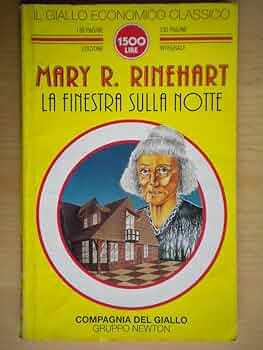 IL GIALLO ECONOMICO CLASSICO
1500
LIRE
EDIZIONE
INTEGRALE
MARY R. RINEHART
LA FINESTRA SULLA NOTTE
COMPAGNIA DEL GIALLO
GRUPPO NEWTON